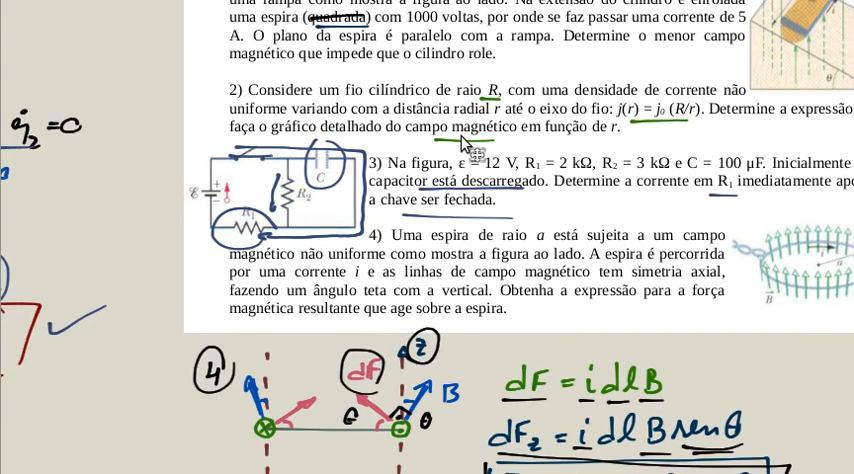 uma espira (quadrada) com 1000 voltas, por onde se faz passar uma corrente de 5
A. O plano da espira é paralelo com a rampa. Determine o menor campo
magnético que impede que o cilindro role.
θ
2) Considere um fio cilíndrico de raio R, com uma densidade de corrente não
uniforme variando com a distância radial r até o eixo do fio: j(r) = j₀ (R/r). Determine a expressão
faça o gráfico detalhado do campo magnético em função de r.
3) Na figura, ε = 12 V, R₁ = 2 kΩ, R₂ = 3 kΩ e C = 100 μF. Inicialmente
capacitor está descarregado. Determine a corrente em R₁ imediatamente apó
a chave ser fechada.
C
ℰ
R₂
R₁
4) Uma espira de raio a está sujeita a um campo
magnético não uniforme como mostra a figura ao lado. A espira é percorrida
por uma corrente i e as linhas de campo magnético tem simetria axial,
fazendo um ângulo teta com a vertical. Obtenha a expressão para a força
magnética resultante que age sobre a espira.
a
B
4
dF
z
B
θ
dF = i dl B
dFz = i dl B senθ